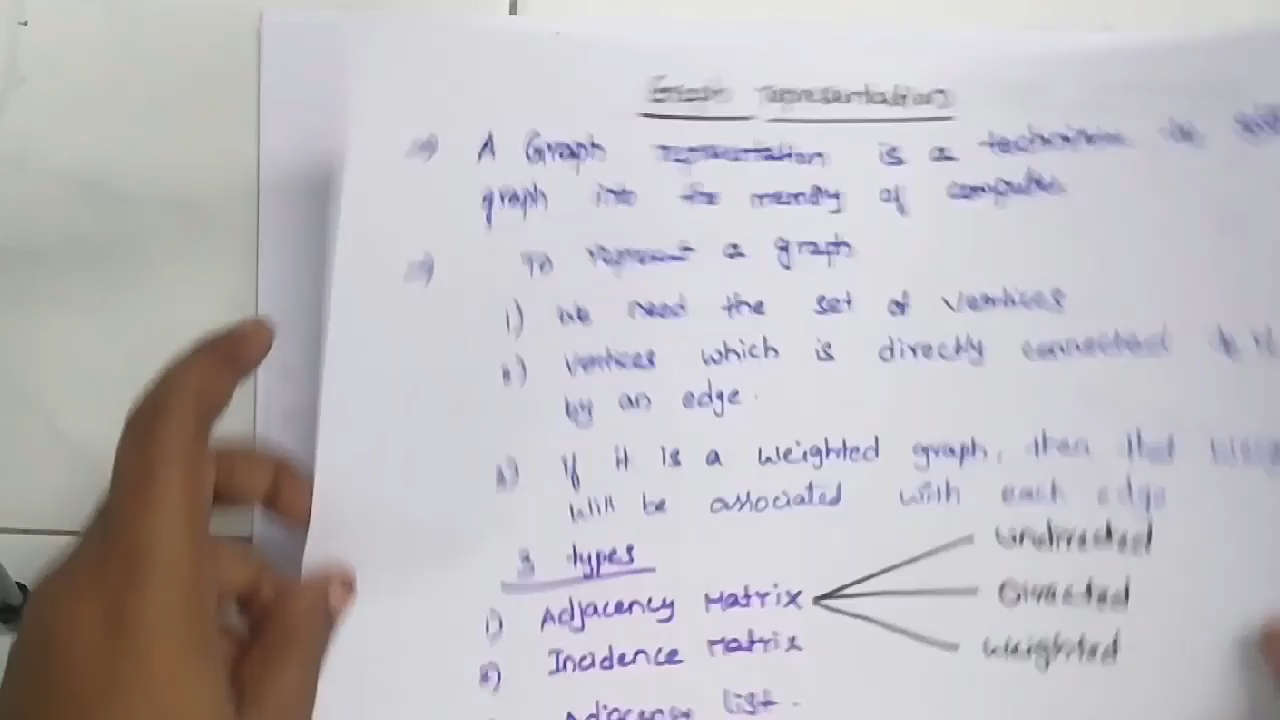 Graph representation
⇒) A Graph representation is a technique to
graph into the memory of computer
⇒) To represent a graph
i) We need the set of vertices
ii) vertices which is directly connected
by an edge.
If it is a weighted graph, then that
will be associated with each edge
3 types
i) Adjacency Matrix
Undirected
Directed
Weighted
ii) Incidence Matrix
Adjacency list.